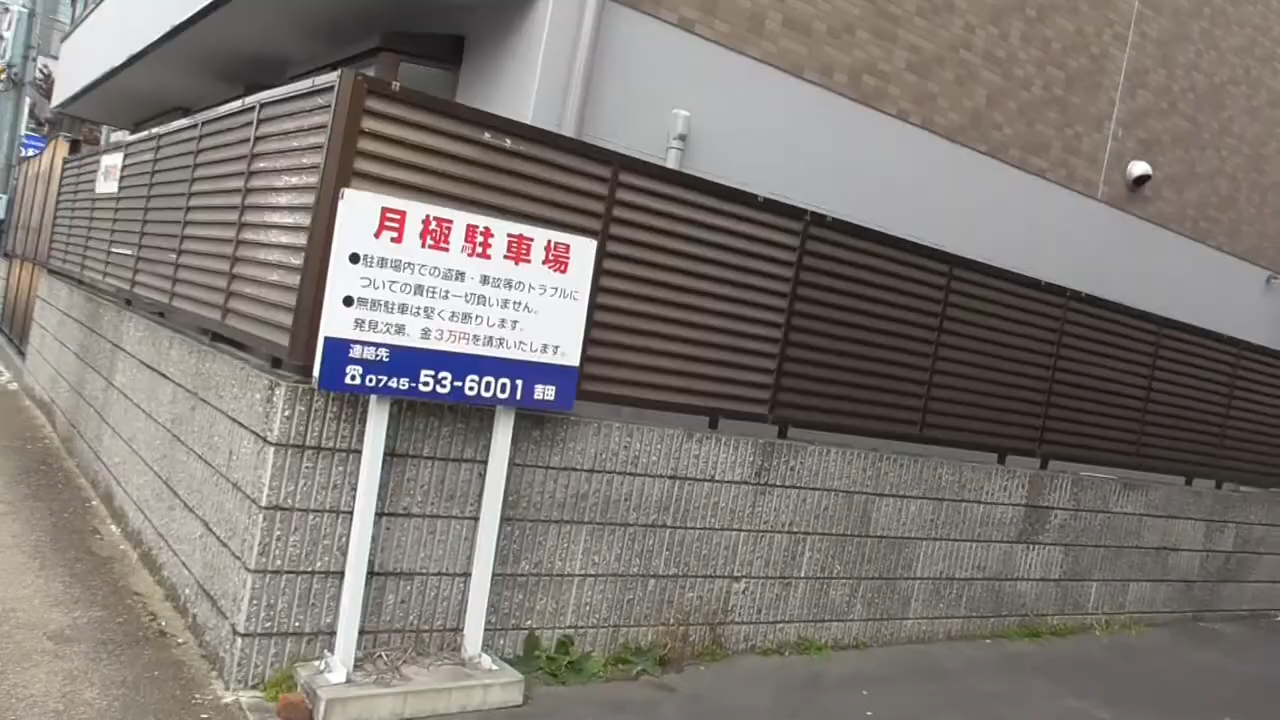 月極駐車場
●駐車場内での盗難・事故等のトラブルに
ついての責任は一切負いません。
●無断駐車は堅くお断りします。
発見次第、金3万円を請求いたします。
連絡先
☎0745-53-6001 吉田